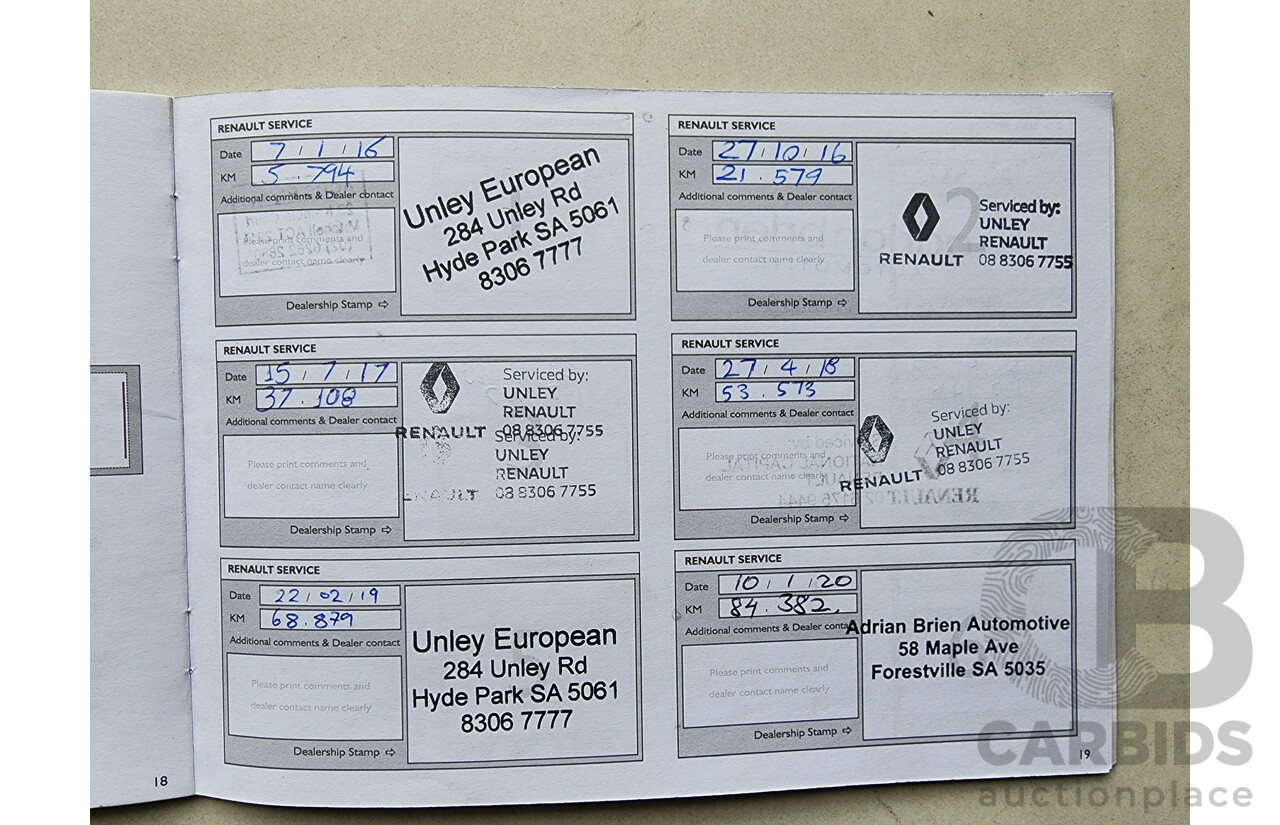 RENAULT SERVICE
Date 7 / 1 / 16
KM 5.794
Additional comments & Dealer contact
Please print comments and
dealer contact name clearly
Dealership Stamp ⇨
Unley European
284 Unley Rd
Hyde Park SA 5061
8306 7777
RENAULT SERVICE
Date 27 / 10 / 16
KM 21.579
Additional comments & Dealer contact
Please print comments and
dealer contact name clearly
Dealership Stamp ⇨
2
RENAULT
Serviced by:
UNLEY
RENAULT
08 8306 7755
RENAULT SERVICE
Date 15 / 7 / 17
KM 37.108
Additional comments & Dealer contact
Please print comments and
dealer contact name clearly
Dealership Stamp ⇨
RENAULT
Serviced by:
UNLEY
RENAULT
08 8306 7755
Serviced by:
UNLEY
RENAULT
08 8306 7755
RENAULT
RENAULT SERVICE
Date 27 / 4 / 18
KM 53.573
Additional comments & Dealer contact
Please print comments and
dealer contact name clearly
Dealership Stamp ⇨
RENAULT
Serviced by:
UNLEY
RENAULT
08 8306 7755
RENAULT SERVICE
Date 22 / 02 / 19
KM 68.879
Additional comments & Dealer contact
Please print comments and
dealer contact name clearly
Dealership Stamp ⇨
Unley European
284 Unley Rd
Hyde Park SA 5061
8306 7777
RENAULT SERVICE
Date 10 / 1 / 20
KM 84.382.
Additional comments & Dealer conta
Please print comments and
dealer contact name clearly
Dealership Stamp ⇨
Adrian Brien Automotive
58 Maple Ave
Forestville SA 5035
18
19
CB
CARBIDS
auctionplace